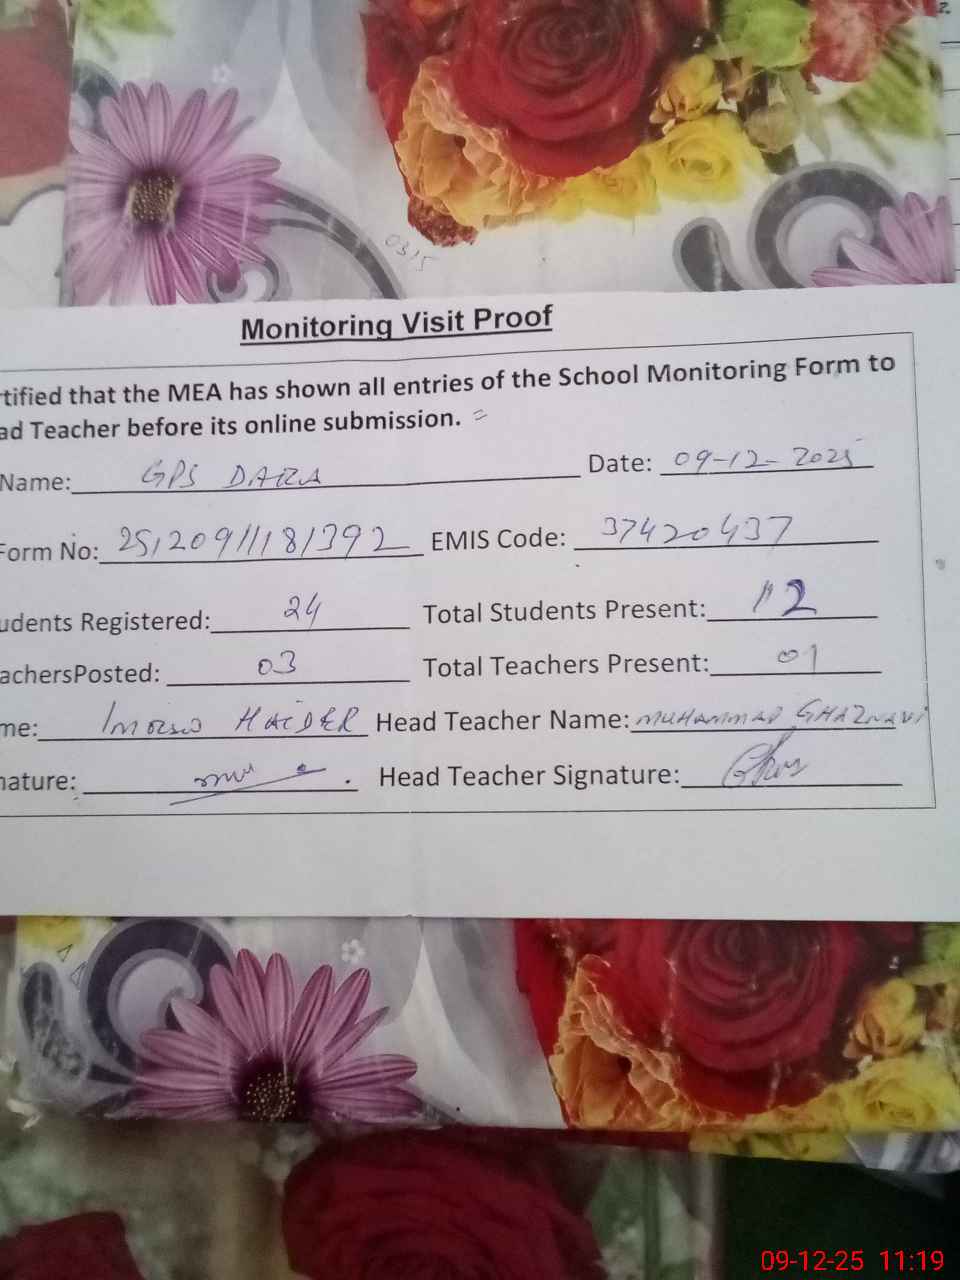 0315
Monitoring Visit Proof
rtified that the MEA has shown all entries of the School Monitoring Form to
ad Teacher before its online submission.
Name: GPS DARA Date: 09-12-2025
Form No: 25120911181392 EMIS Code: 37420437
udents Registered: 24 Total Students Present: 12
achersPosted: 03 Total Teachers Present: 01
me: HAIDER Head Teacher Name: MUHAMMAD GHAZNAVI
nature: Head Teacher Signature:
09-12-25 11:19